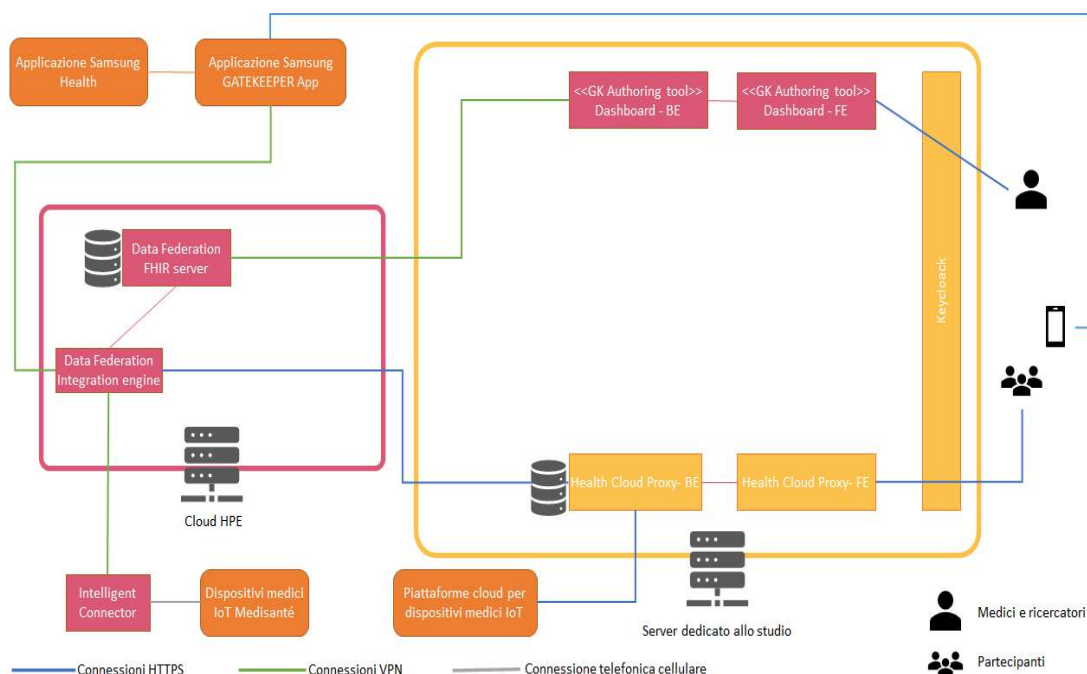 Applicazione Samsung
Health
Applicazione Samsung
GATEKEEPER App
<<GK Authoring tool>>
Dashboard - BE
<<GK Authoring tool>>
Dashboard - FE
Data Federation
FHIR server
Keycloack
Data Federation
Integration engine
Cloud HPE
Health Cloud Proxy- BE
Health Cloud Proxy- FE
Intelligent
Connector
Dispositivi medici
IoT Medisanté
Piattaforme cloud per
dispositivi medici IoT
Server dedicato allo studio
Medici e ricercatori
Partecipanti
Connessioni HTTPS
Connessioni VPN
Connessione telefonica cellulare